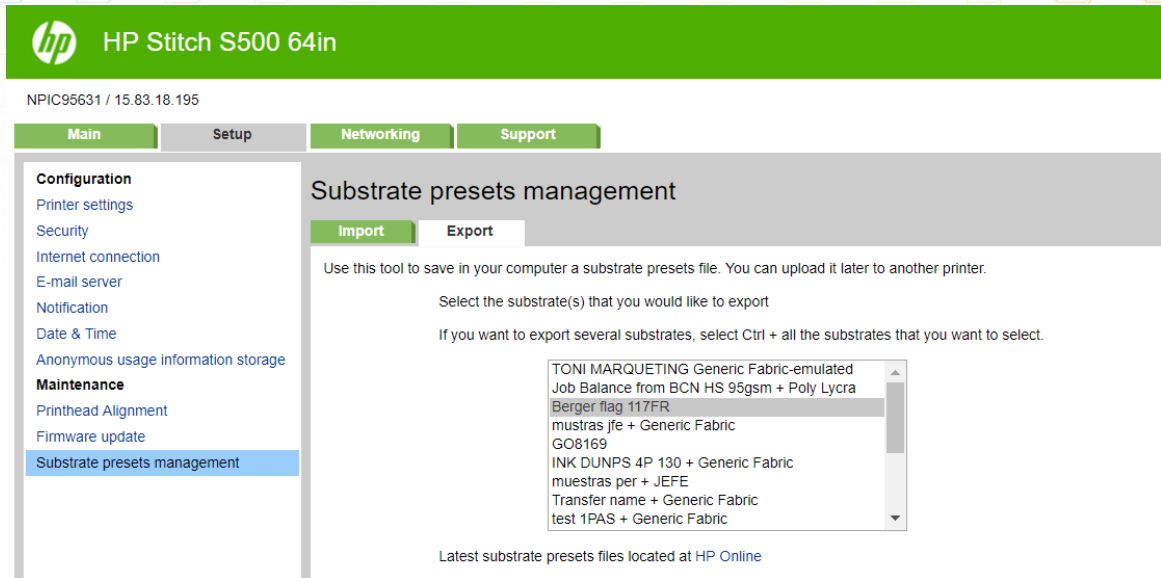 hp HP Stitch S500 64in
NPIC95631 / 15.83.18.195
Main Setup Networking Support
Configuration
Printer settings
Security
Internet connection
E-mail server
Notification
Date & Time
Anonymous usage information storage
Maintenance
Printhead Alignment
Firmware update
Substrate presets management
Substrate presets management
Import Export
Use this tool to save in your computer a substrate presets file. You can upload it later to another printer.
Select the substrate(s) that you would like to export
If you want to export several substrates, select Ctrl + all the substrates that you want to select.
TONI MARQUETING Generic Fabric-emulated
Job Balance from BCN HS 95gsm + Poly Lycra
Berger flag 117FR
mustras jfe + Generic Fabric
GO8169
INK DUNPS 4P 130 + Generic Fabric
muestras per + JEFE
Transfer name + Generic Fabric
test 1PAS + Generic Fabric
Latest substrate presets files located at HP Online